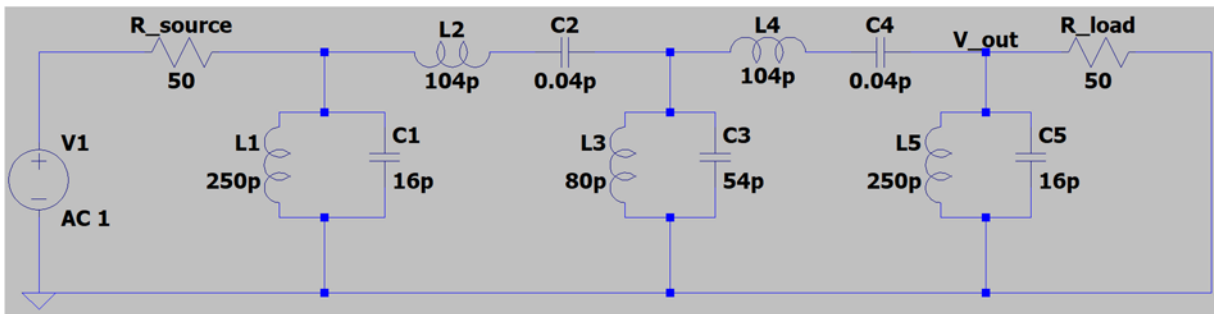 R_source
50
L2
104p
C2
0.04p
L4
104p
C4
0.04p
V_out
R_load
50
V1
AC 1
L1
250p
C1
16p
L3
80p
C3
54p
L5
250p
C5
16p